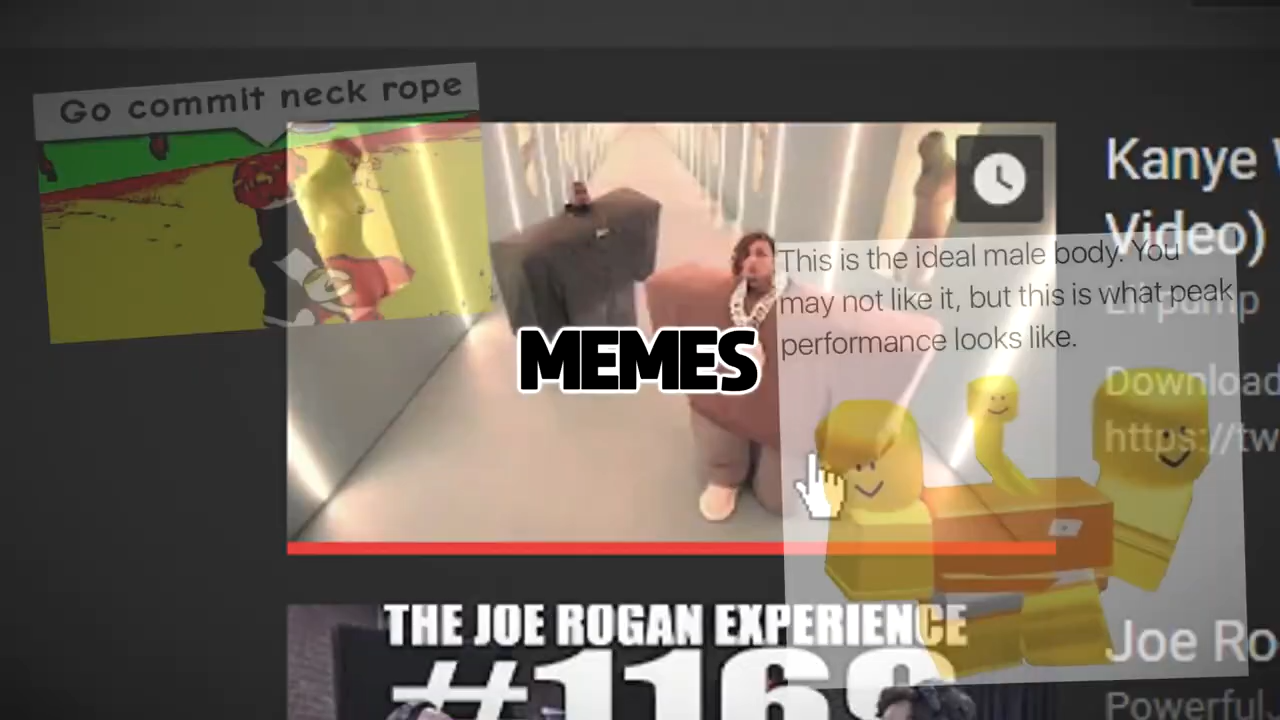 Go commit neck rope
Kanye
Video)
This is the ideal male body. You
may not like it, but this is what peak
performance looks like.
Lil pump
MEMES
Download
https://tw
THE JOE ROGAN EXPERIENCE
#1169
Joe Ro
Powerful